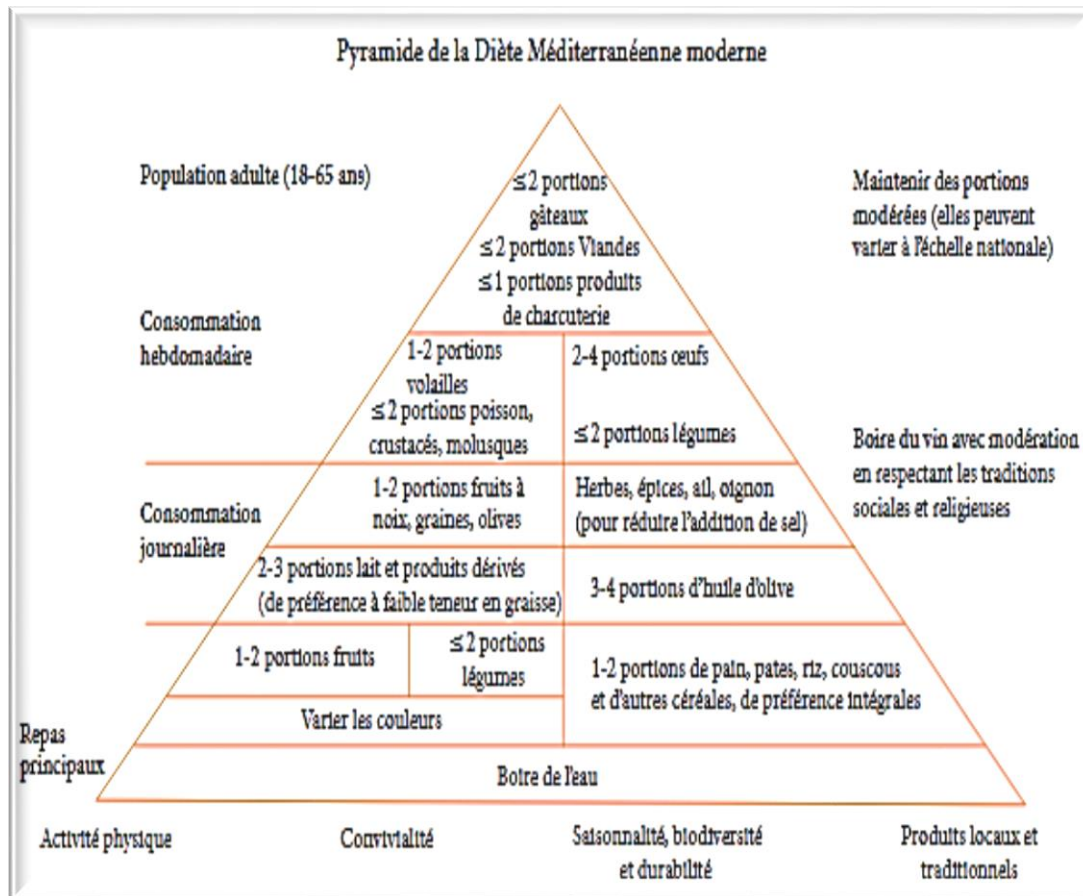 Pyramide de la Diète Méditerranéenne moderne
Population adulte (18-65 ans)
≤2 portions
gâteaux
≤2 portions Viandes
≤1 portions produits
de charcuterie
Maintenir des portions
modérées (elles peuvent
varier à l'échelle nationale)
Consommation
hebdomadaire
1-2 portions
volailles
≤2 portions poisson,
crustacés, molusques
2-4 portions œufs
≤2 portions légumes
Boire du vin avec modération
en respectant les traditions
sociales et religieuses
Consommation
journalière
1-2 portions fruits à
noix, graines, olives
Herbes, épices, ail, oignon
(pour réduire l'addition de sel)
2-3 portions lait et produits dérivés
(de préférence à faible teneur en graisse)
3-4 portions d'huile d'olive
1-2 portions fruits
≤2 portions
légumes
1-2 portions de pain, pates, riz, couscous
et d'autres céréales, de préférence intégrales
Varier les couleurs
Repas
principaux
Boire de l'eau
Activité physique
Convivialité
Saisonnalité, biodiversité
et durabilité
Produits locaux et
traditionnels